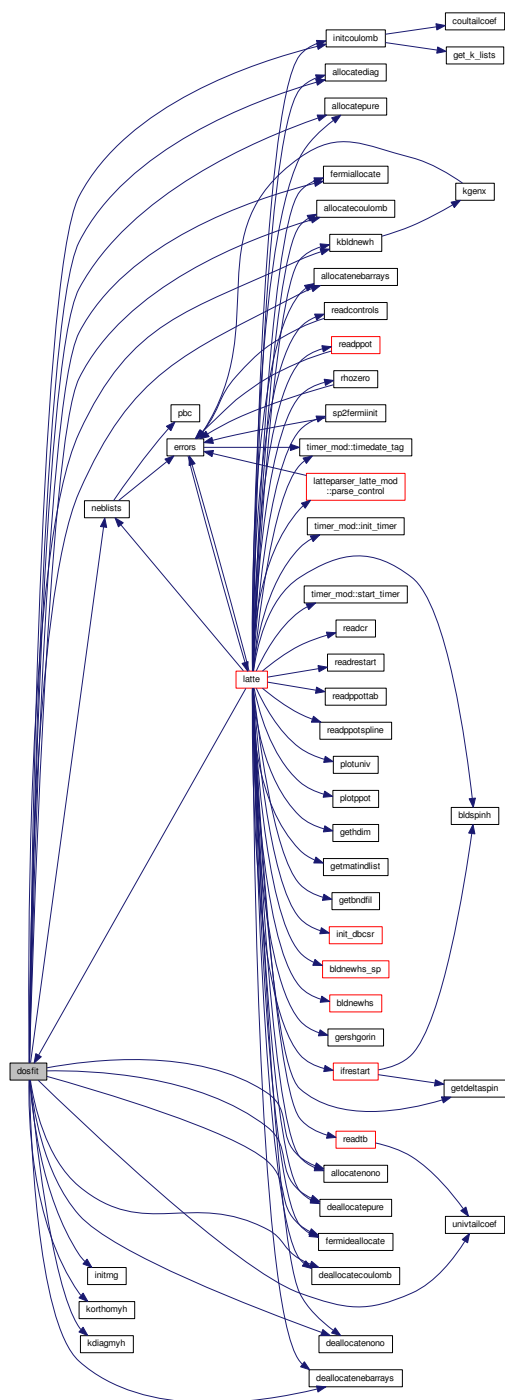 coultailcoef
initcoulomb
get_k_lists
allocatediag
allocatepure
fermiallocate
kgenx
allocatecoulomb
kbldnewh
allocatenebarrays
readcontrols
readppot
rhozero
pbc
sp2fermiinit
errors
timer_mod::timedate_tag
latteparser_latte_mod
::parse_control
neblists
timer_mod::init_timer
timer_mod::start_timer
readcr
readrestart
latte
readppottab
readppotspline
plotuniv
plotppot
bldspinh
gethdim
getmatindlist
getbndfil
init_dbcsr
bldnewhs_sp
bldnewhs
gershgorin
dosfit
ifrestart
getdeltaspin
readtb
allocatenono
deallocatepure
univtailcoef
fermideallocate
initrng
deallocatecoulomb
korthomyh
kdiagmyh
deallocatenono
deallocatenebarrays